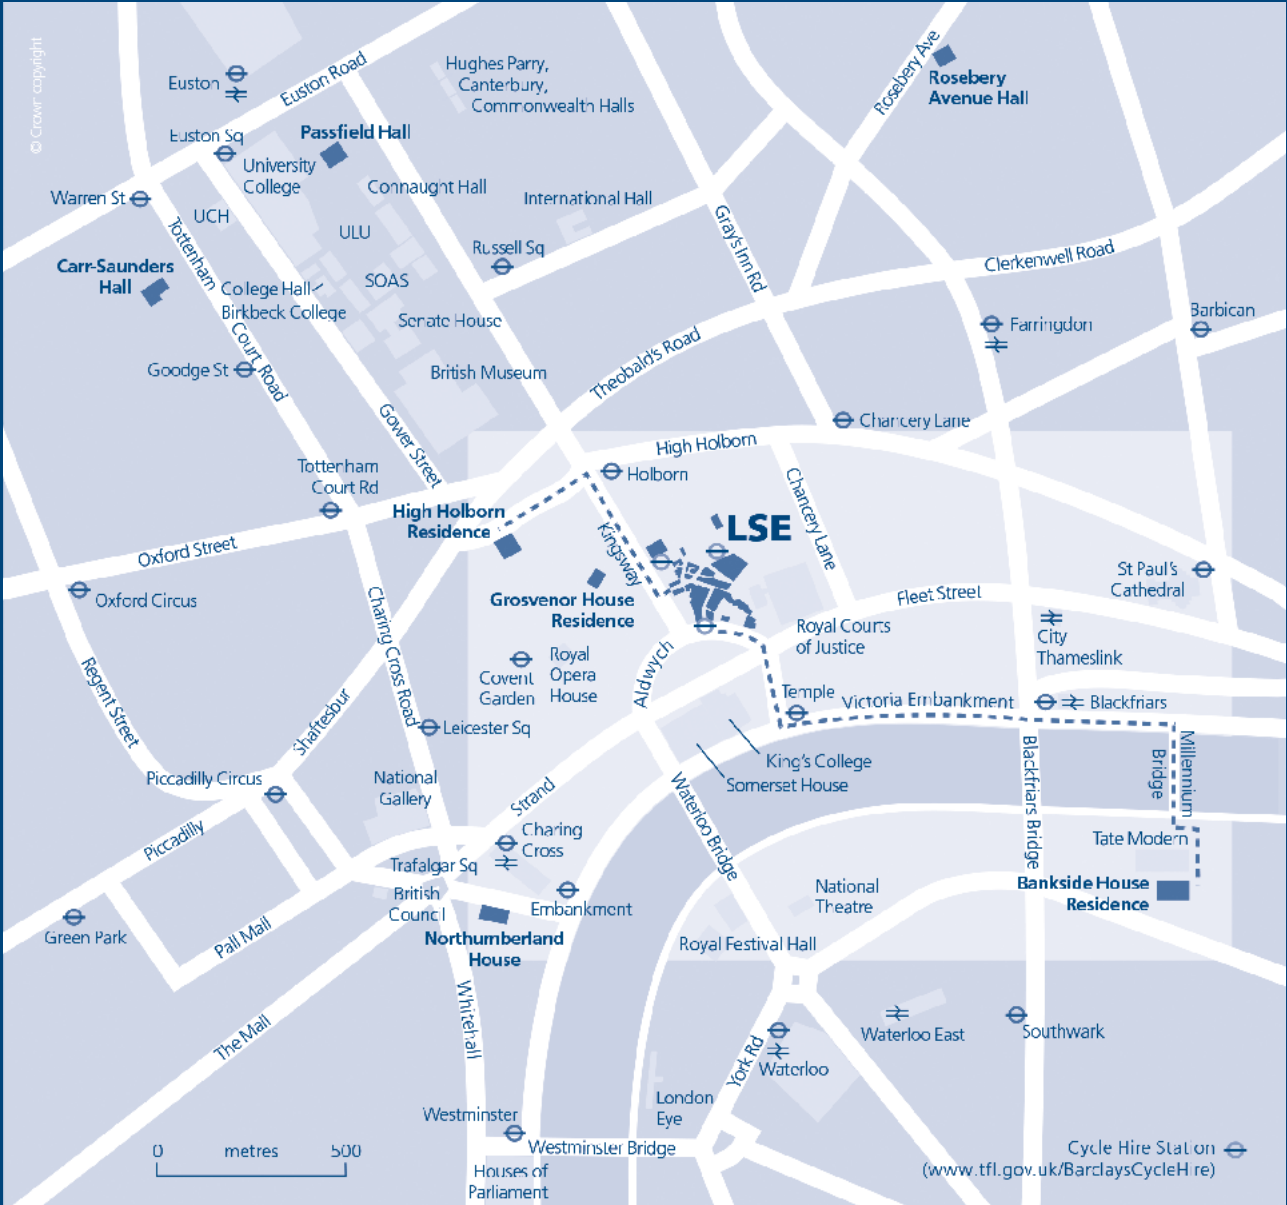 © Crown copyright
Euston
Euston Road
Hughes Parry,
Canterbury,
Commonwealth Halls
Rosebery Ave
Rosebery
Avenue Hall
Euston Sq
Passfield Hall
University
College
Connaught Hall
International Hall
Warren St
UCH
ULU
Tottenham
Court Road
Russell Sq
Gray's Inn Rd
Clerkenwell Road
Carr-Saunders
Hall
College Hall
Birkbeck College
SOAS
Senate House
Farringdon
Barbican
Goodge St
British Museum
Theobald's Road
Gower Street
Chancery Lane
High Holborn
Holborn
Tottenham
Court Rd
High Holborn
Residence
Kingsway
LSE
Chancery Lane
Oxford Street
Oxford Circus
Charing Cross Road
Grosvenor House
Residence
Fleet Street
St Paul's
Cathedral
Royal Courts
of Justice
City
Thameslink
Covent
Garden
Royal
Opera
House
Aldwych
Regent Street
Shaftesbur
Temple
Victoria Embankment
Blackfriars
Leicester Sq
King's College
Somerset House
Millennium
Bridge
Blackfriars Bridge
Piccadilly Circus
National
Gallery
Strand
Waterloo Bridge
Piccadilly
Charing
Cross
Trafalgar Sq
Tate Modern
British
Council
Embankment
National
Theatre
Bankside House
Residence
Green Park
Pall Mall
Northumberland
House
Royal Festival Hall
Whitehall
The Mall
York Rd
Waterloo
Waterloo East
Southwark
London
Eye
Westminster
Westminster Bridge
Houses of
Parliament
0 metres 500
Cycle Hire Station
(www.tfl.gov.uk/BarclaysCycleHire)